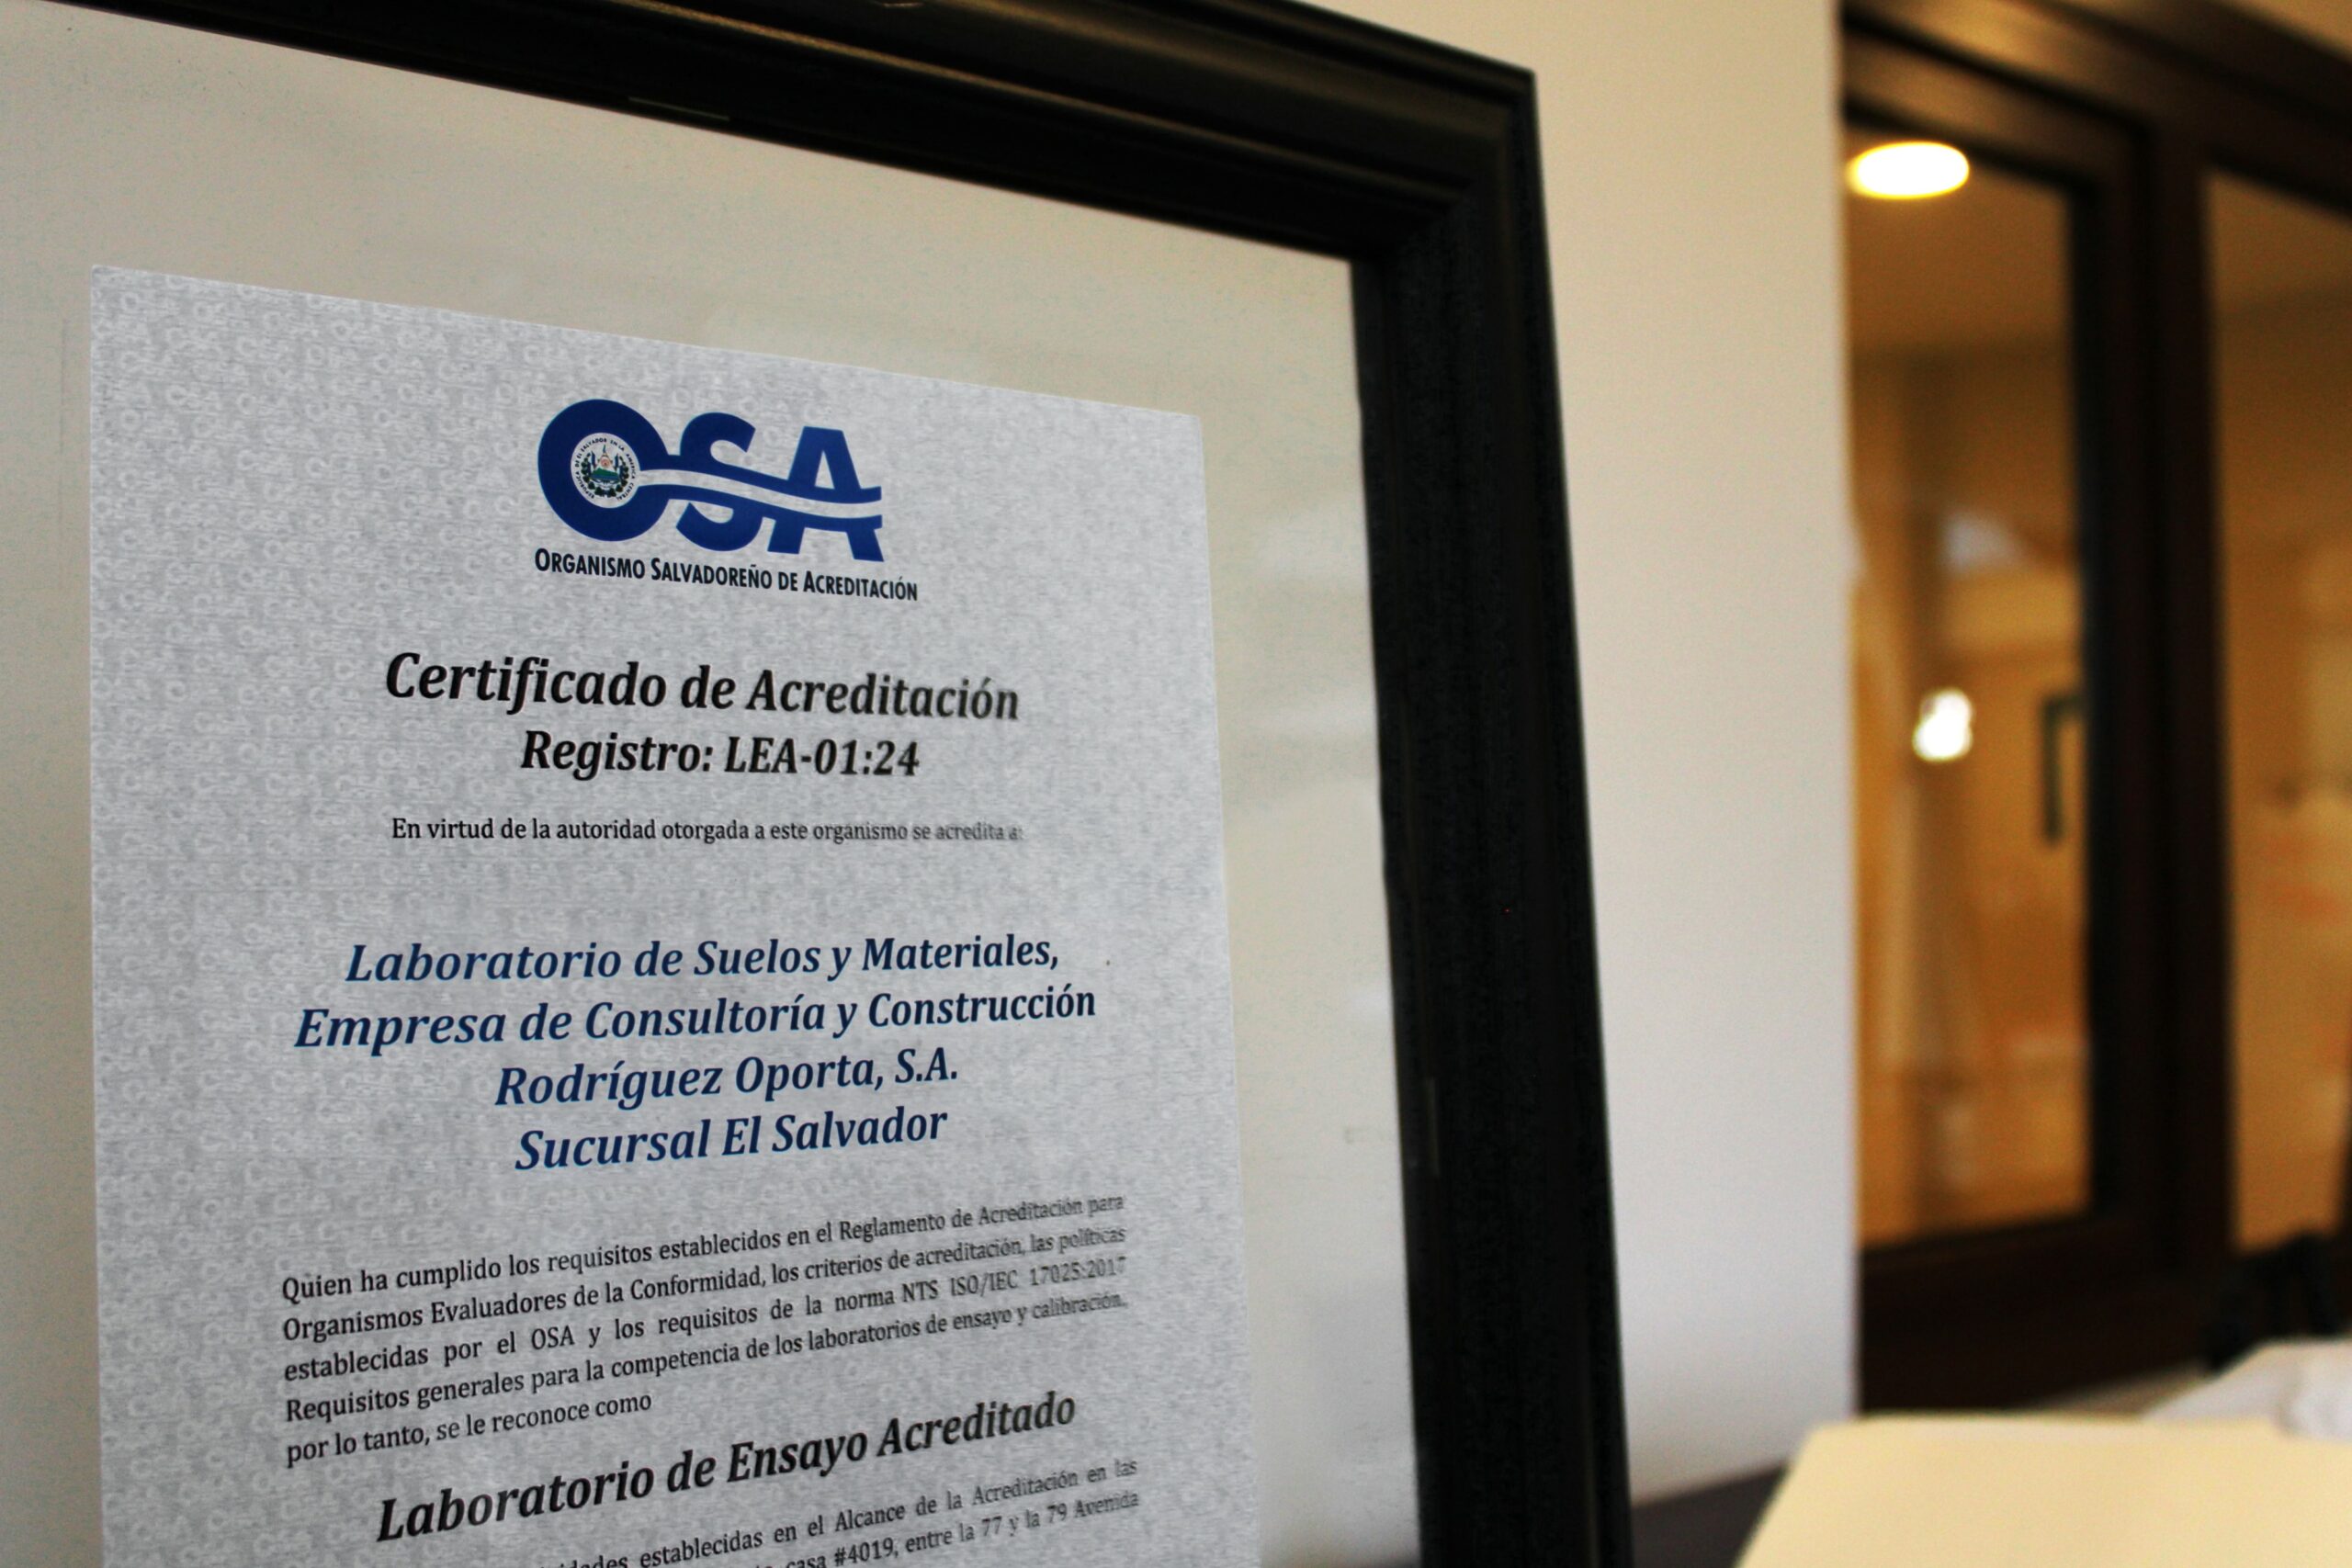 OSA
ORGANISMO SALVADOREÑO DE ACREDITACIÓN
Certificado de Acreditación
Registro: LEA-01:24
En virtud de la autoridad otorgada a este organismo se acredita a:
Laboratorio de Suelos y Materiales,
Empresa de Consultoría y Construcción
Rodríguez Oporta, S.A.
Sucursal El Salvador
Quien ha cumplido los requisitos establecidos en el Reglamento de Acreditación para
Organismos Evaluadores de la Conformidad, los criterios de acreditación, las políticas
establecidas por el OSA y los requisitos de la norma NTS ISO/IEC 17025:2017
Requisitos generales para la competencia de los laboratorios de ensayo y calibración,
por lo tanto, se le reconoce como
Laboratorio de Ensayo Acreditado
establecidas en el Alcance de la Acreditación en las
casa #4019, entre la 77 y la 79 Avenida